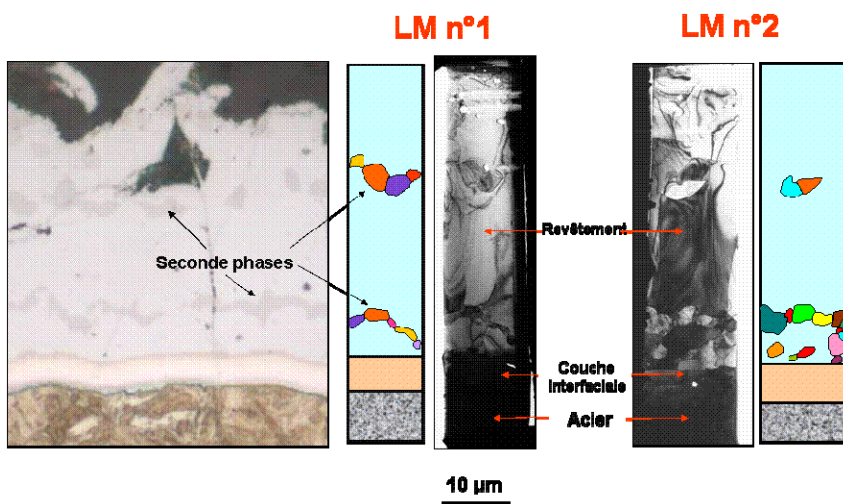 LM n°1
LM n°2
Seconde phases
Revêtement
Couche
interfaciale
Acier
10 µm